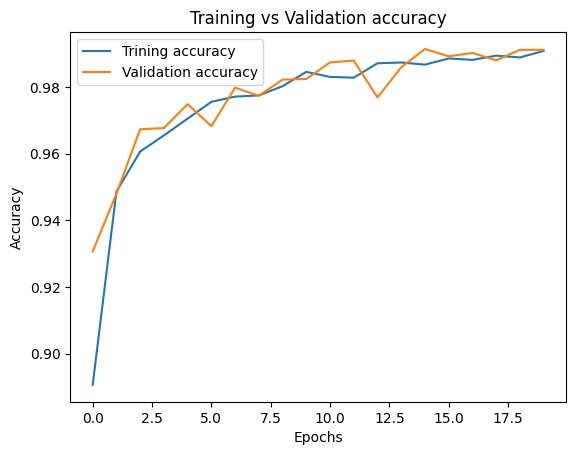 Training vs Validation accuracy
Trining accuracy
Validation accuracy
0.98
0.96
0.94
0.92
0.90
Accuracy
0.0 2.5 5.0 7.5 10.0 12.5 15.0 17.5
Epochs